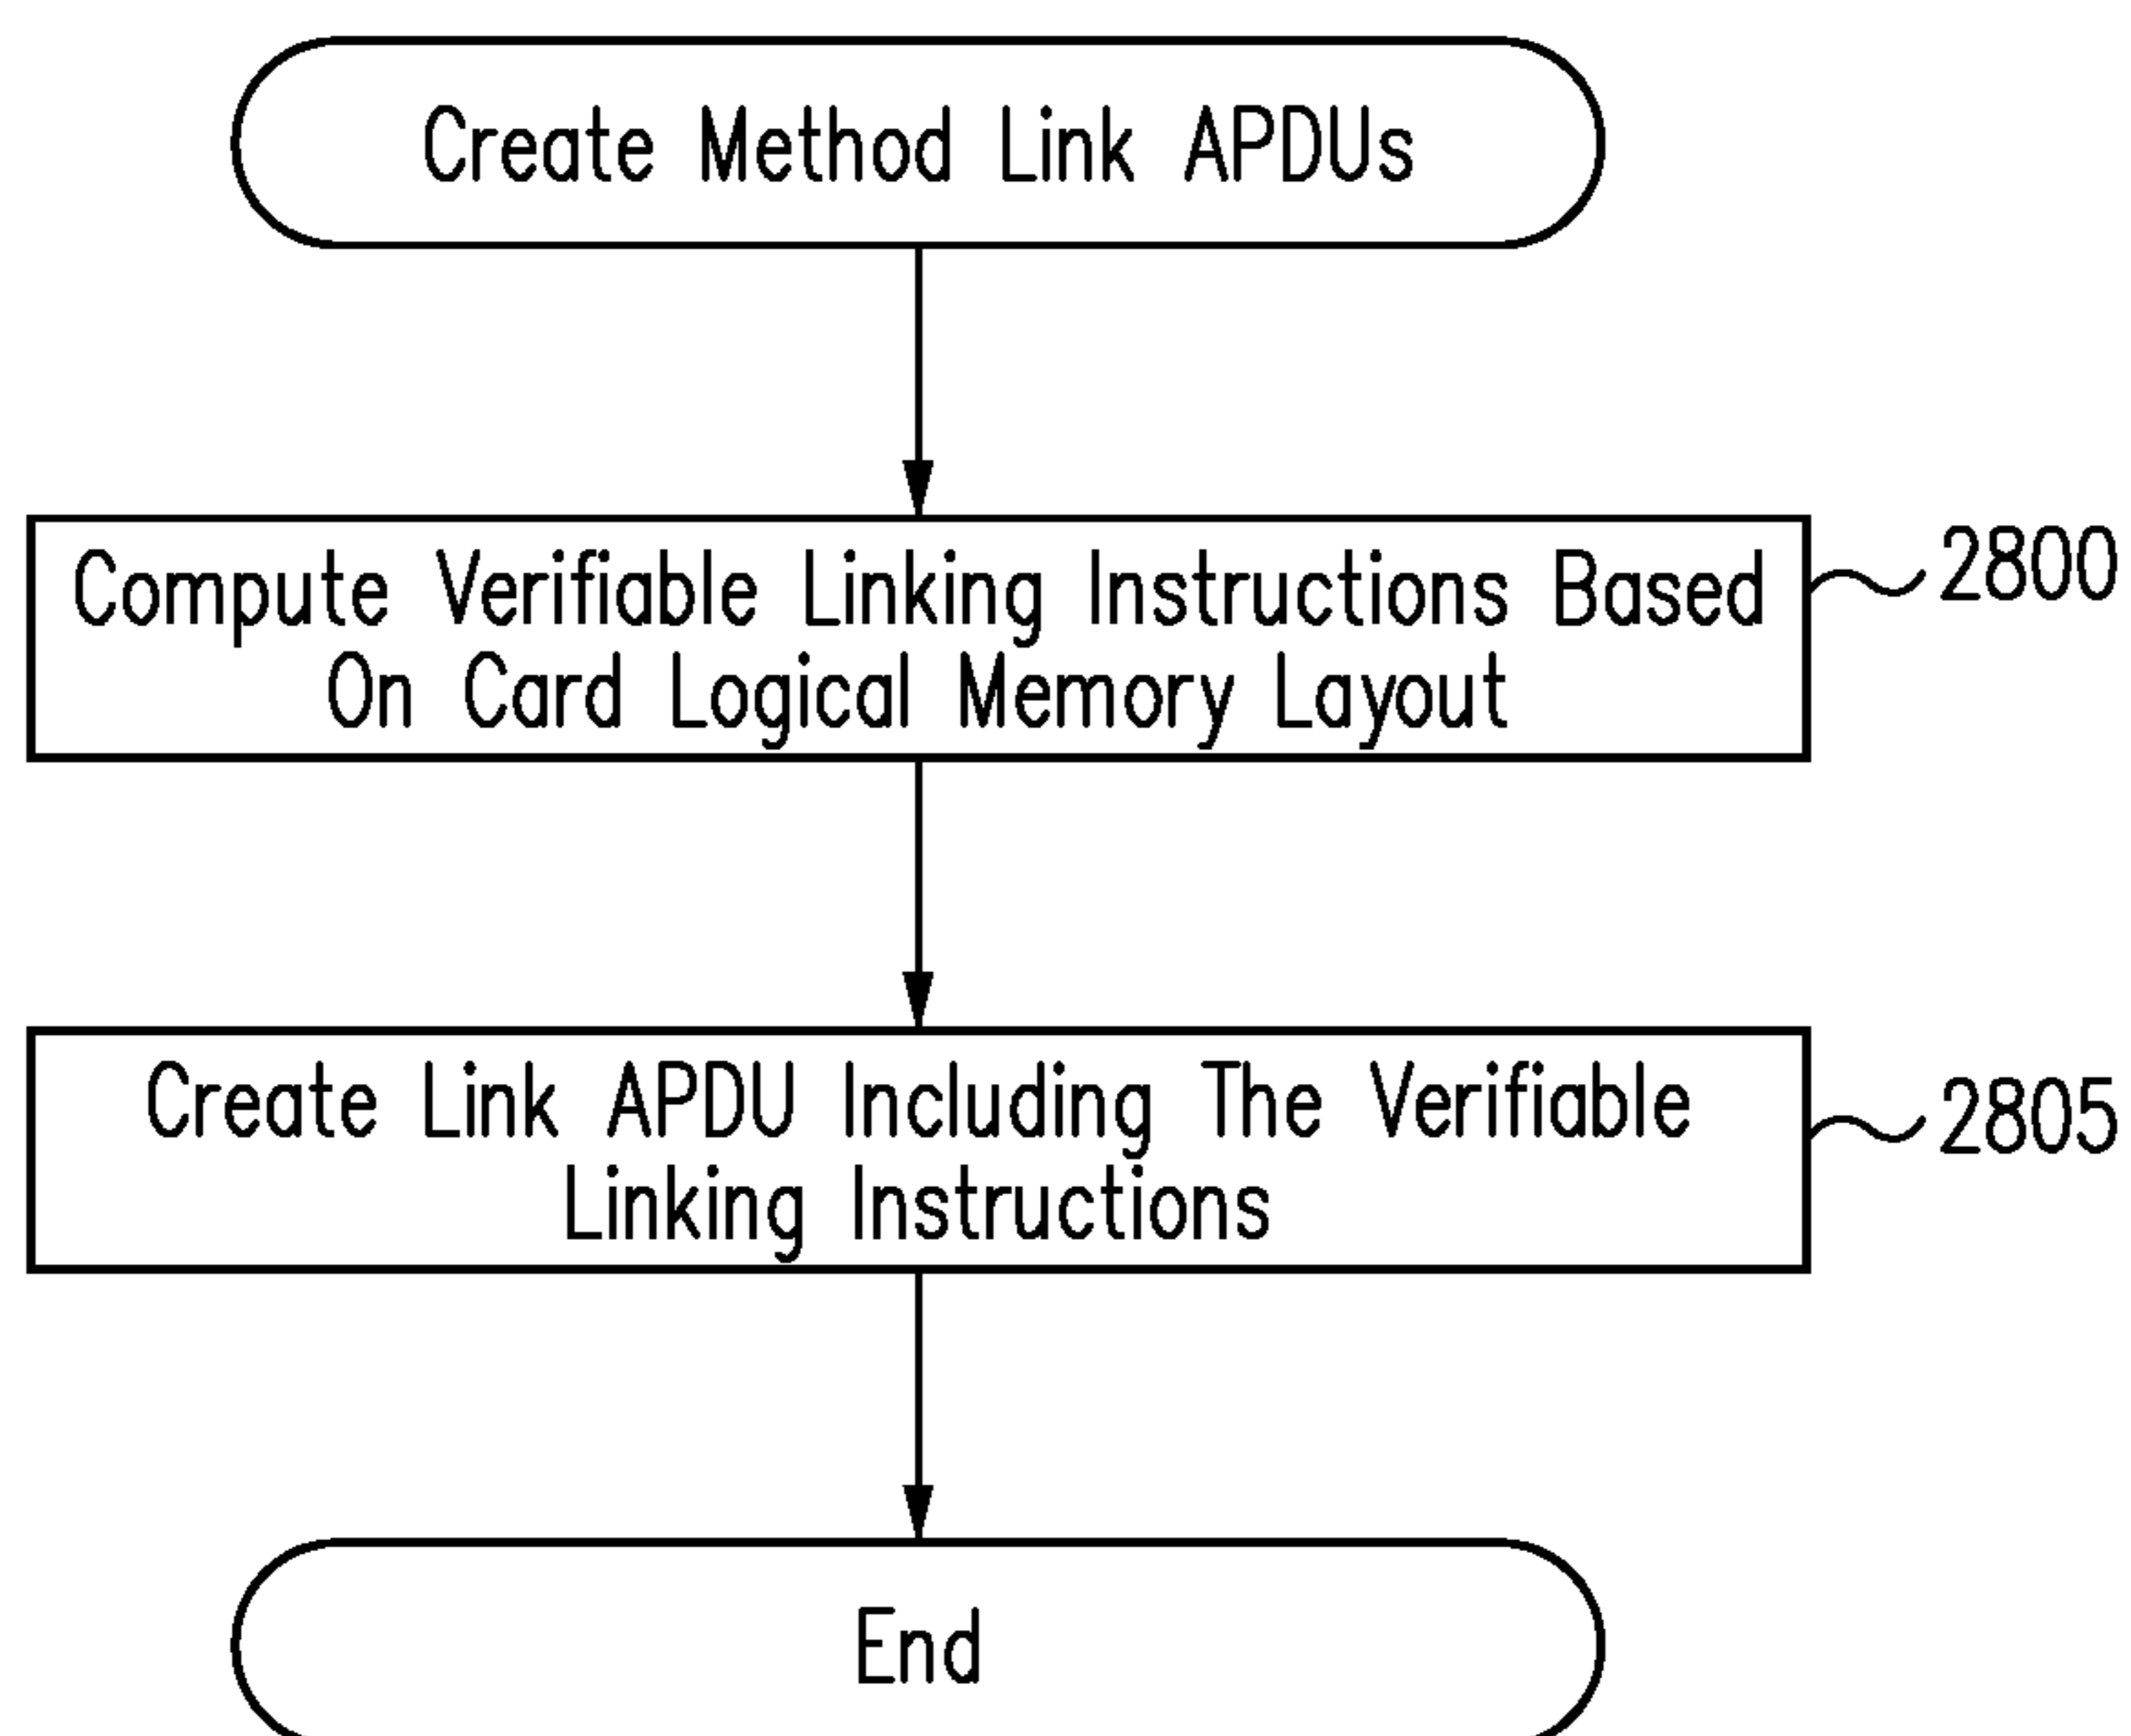 Create Method Link APDUs
Compute Verifiable Linking Instructions Based
On Card Logical Memory Layout
2800
Create Link APDU Including The Verifiable
Linking Instructions
2805
End